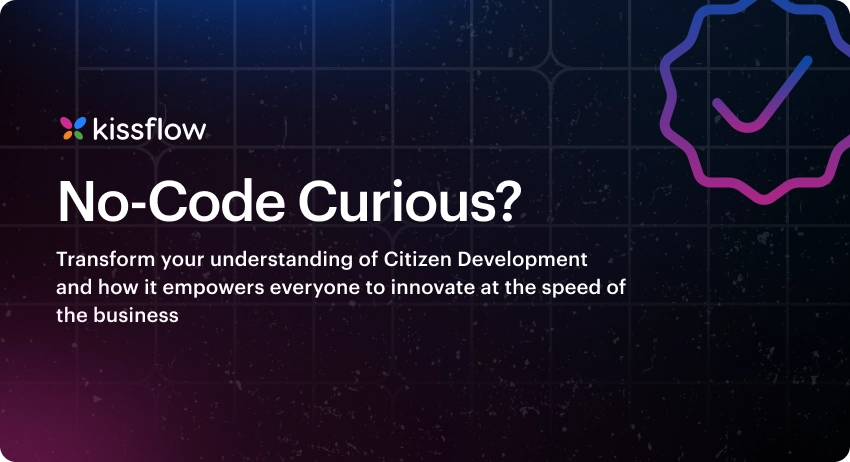 kissflow
No-Code Curious?
Transform your understanding of Citizen Development
and how it empowers everyone to innovate at the speed of
the business